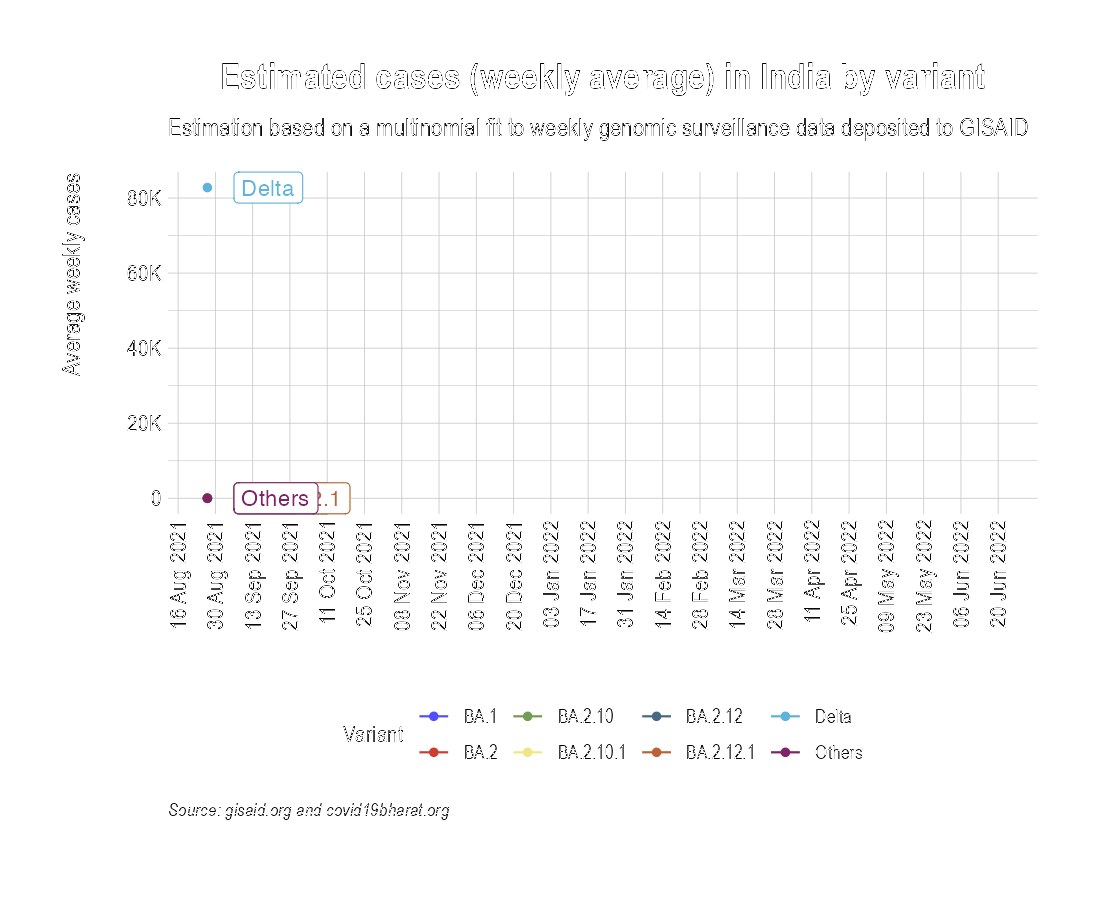 Estimated cases (weekly average) in India by variant
Estimation based on a multinomial fit to weekly genomic surveillance data deposited to GISAID
Average weekly cases
80K
60K
40K
20K
0
Delta
Others
2.1
16 Aug 2021
30 Aug 2021
13 Sep 2021
27 Sep 2021
11 Oct 2021
25 Oct 2021
08 Nov 2021
22 Nov 2021
06 Dec 2021
20 Dec 2021
03 Jan 2022
17 Jan 2022
31 Jan 2022
14 Feb 2022
28 Feb 2022
14 Mar 2022
28 Mar 2022
11 Apr 2022
25 Apr 2022
09 May 2022
23 May 2022
06 Jun 2022
20 Jun 2022
Variant
BA.1
BA.2
BA.2.10
BA.2.10.1
BA.2.12
BA.2.12.1
Delta
Others
Source: gisaid.org and covid19bharat.org